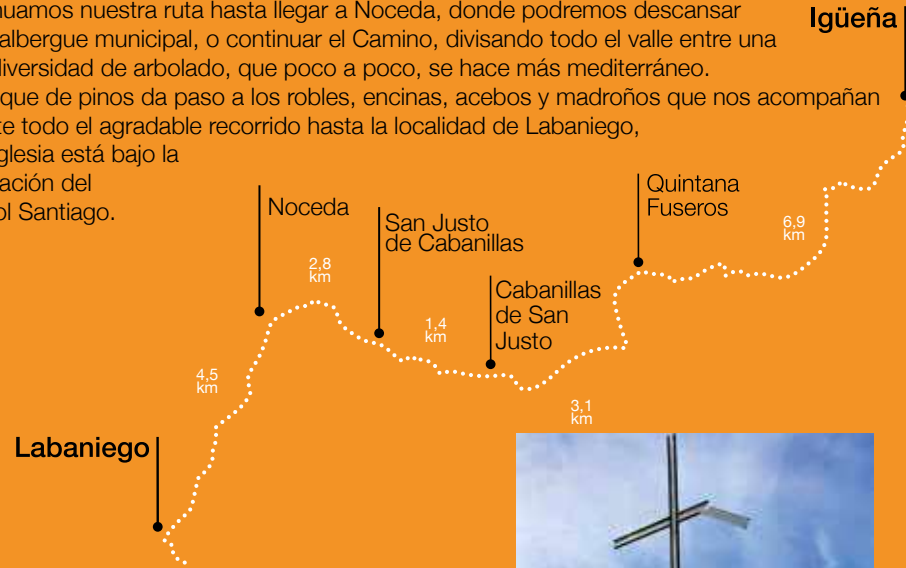 nuamos nuestra ruta hasta llegar a Noceda, donde podremos descansar
albergue municipal, o continuar el Camino, divisando todo el valle entre una
diversidad de arbolado, que poco a poco, se hace más mediterráneo.
que de pinos da paso a los robles, encinas, acebos y madroños que nos acompañan
te todo el agradable recorrido hasta la localidad de Labaniego,
glesia está bajo la
ación del
ol Santiago.
Igüeña
Quintana
Fuseros
6,9
km
Noceda
San Justo
de Cabanillas
2,8
km
Cabanillas
de San
Justo
1,4
km
4,5
km
3,1
km
Labaniego